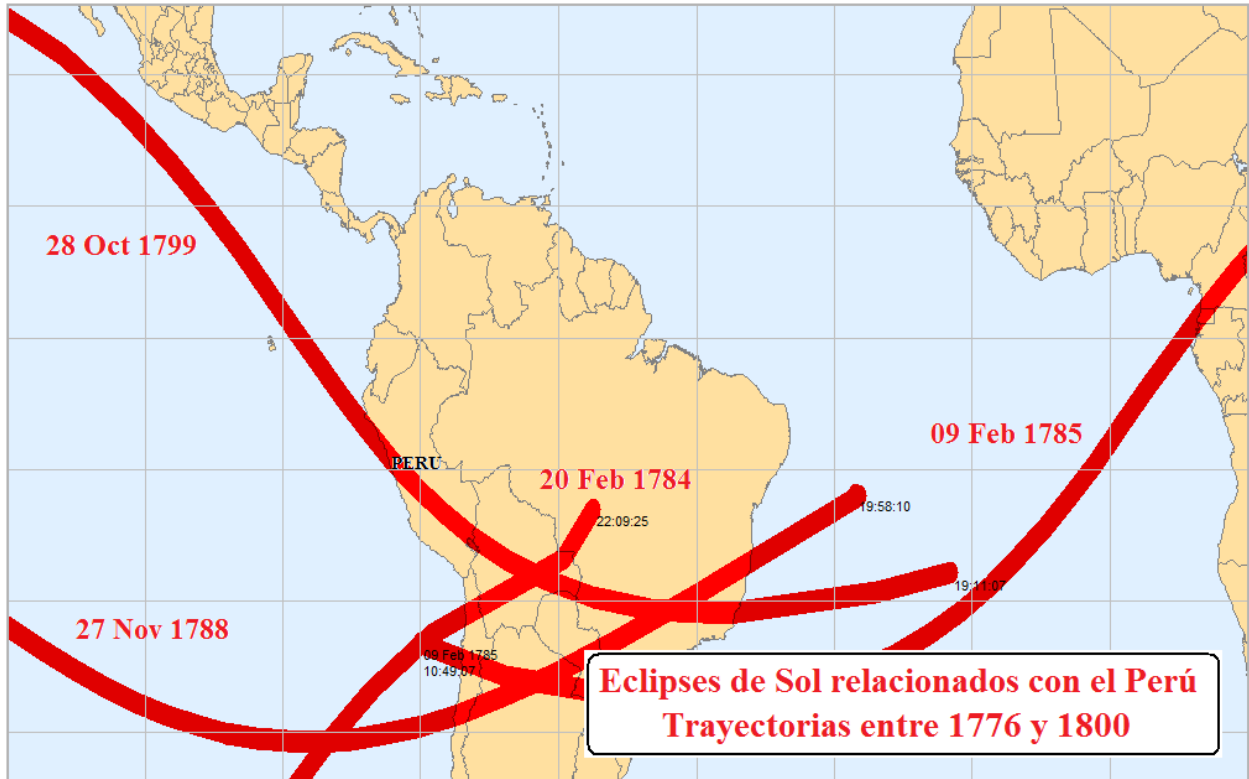 28 Oct 1799
09 Feb 1785
PERU
20 Feb 1784
22:09:25
19:58:10
19:11:07
27 Nov 1788
09 Feb 1785
10:49:07
Eclipses de Sol relacionados con el Perú
Trayectorias entre 1776 y 1800